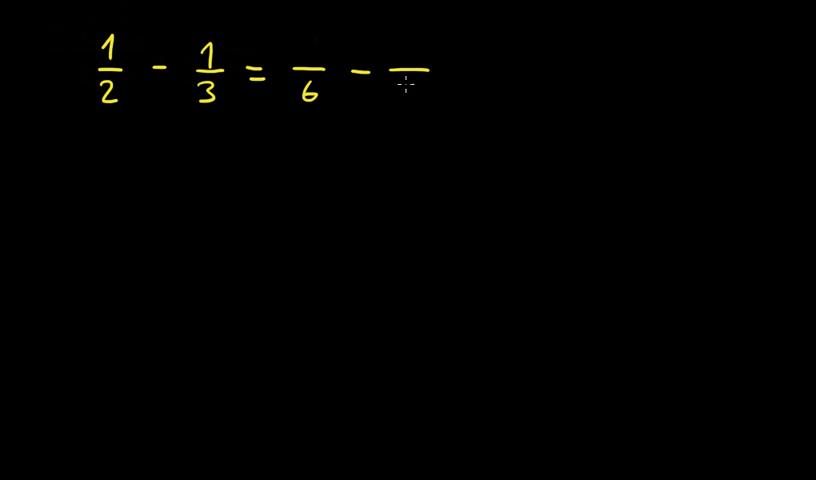 1/2 - 1/3 = /6 - /